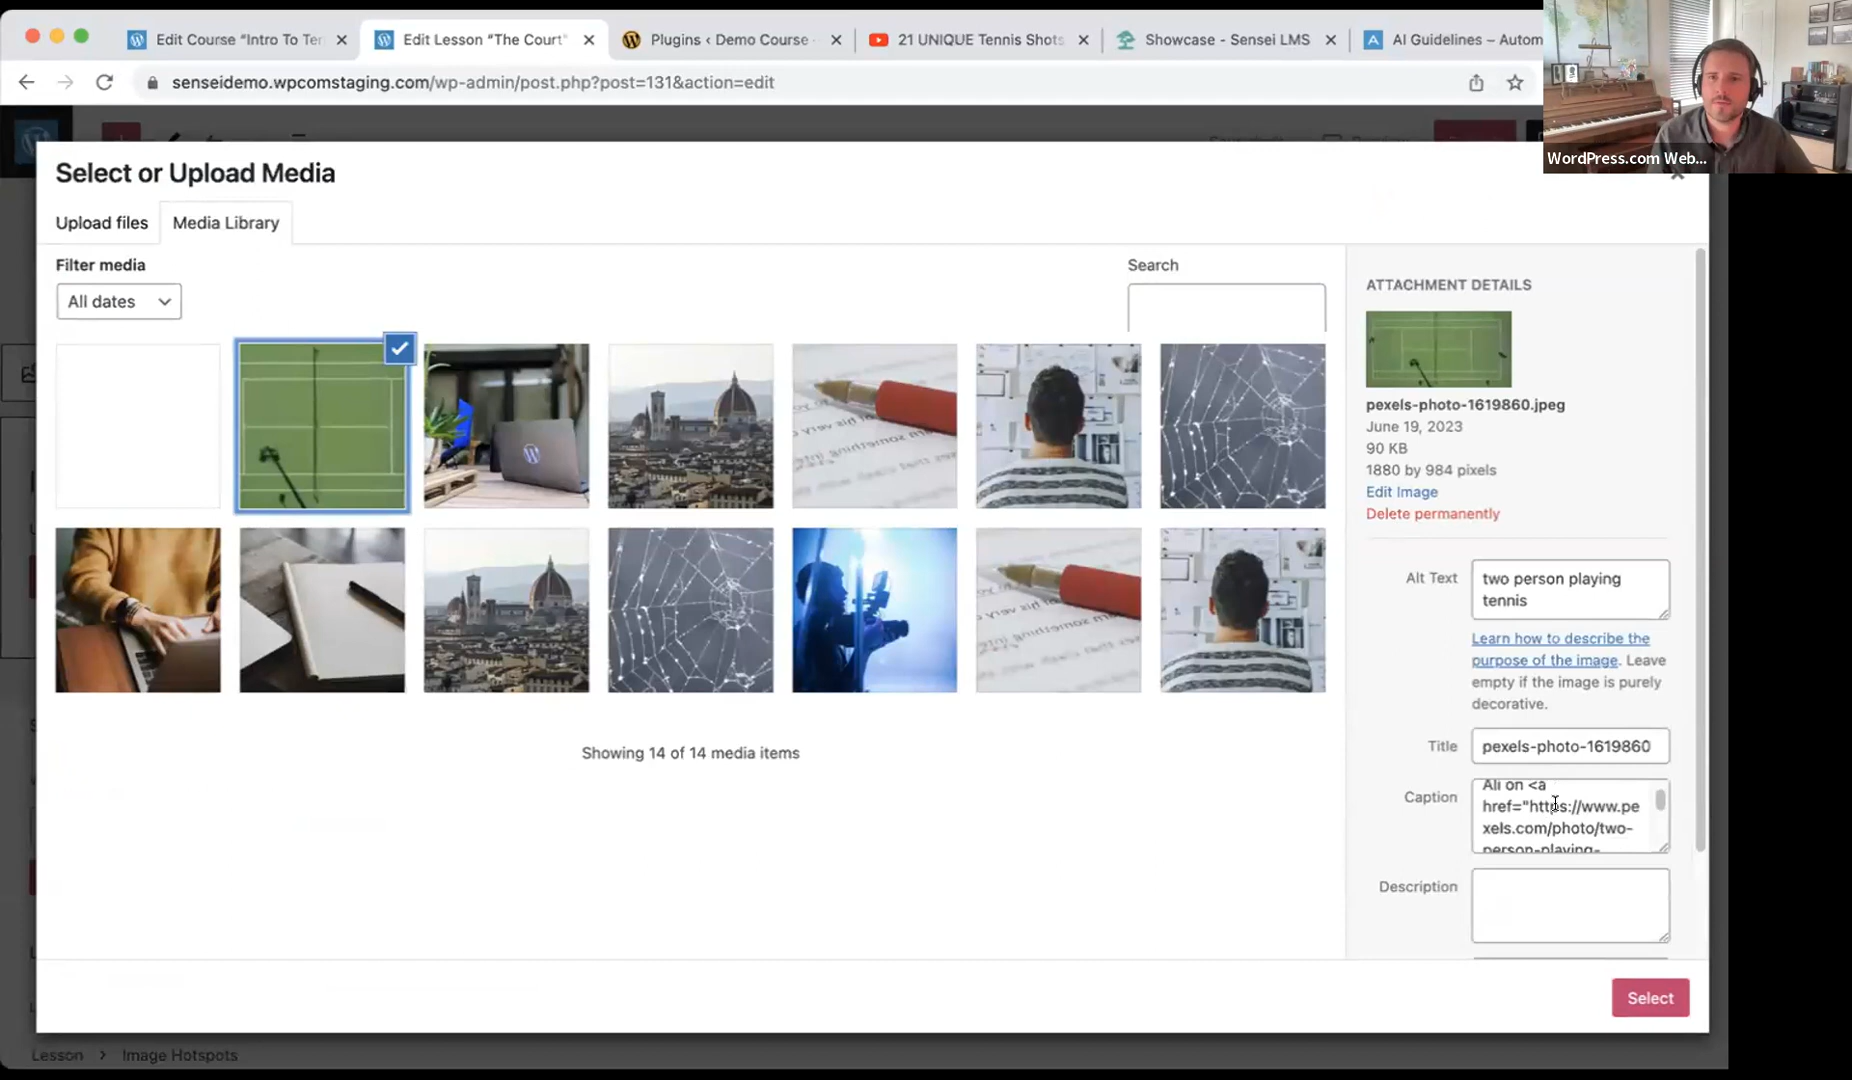 Edit Course “Intro To Ten
Edit Lesson “The Court”
Plugins ‹ Demo Course
21 UNIQUE Tennis Shots
Showcase - Sensei LMS
AI Guidelines – Autom
senseidemo.wpcomstaging.com/wp-admin/post.php?post=131&action=edit
WordPress.com Web...
Select or Upload Media
Upload files
Media Library
Filter media
All dates
Search
Showing 14 of 14 media items
ATTACHMENT DETAILS
pexels-photo-1619860.jpeg
June 19, 2023
90 KB
1880 by 984 pixels
Edit Image
Delete permanently
Alt Text
two person playing
tennis
Learn how to describe the
purpose of the image. Leave
empty if the image is purely
decorative.
Title
pexels-photo-1619860
Caption
Ali on <a
href="https://www.pe
xels.com/photo/two-
person-playing-
Description
Select
Lesson > Image Hotspots